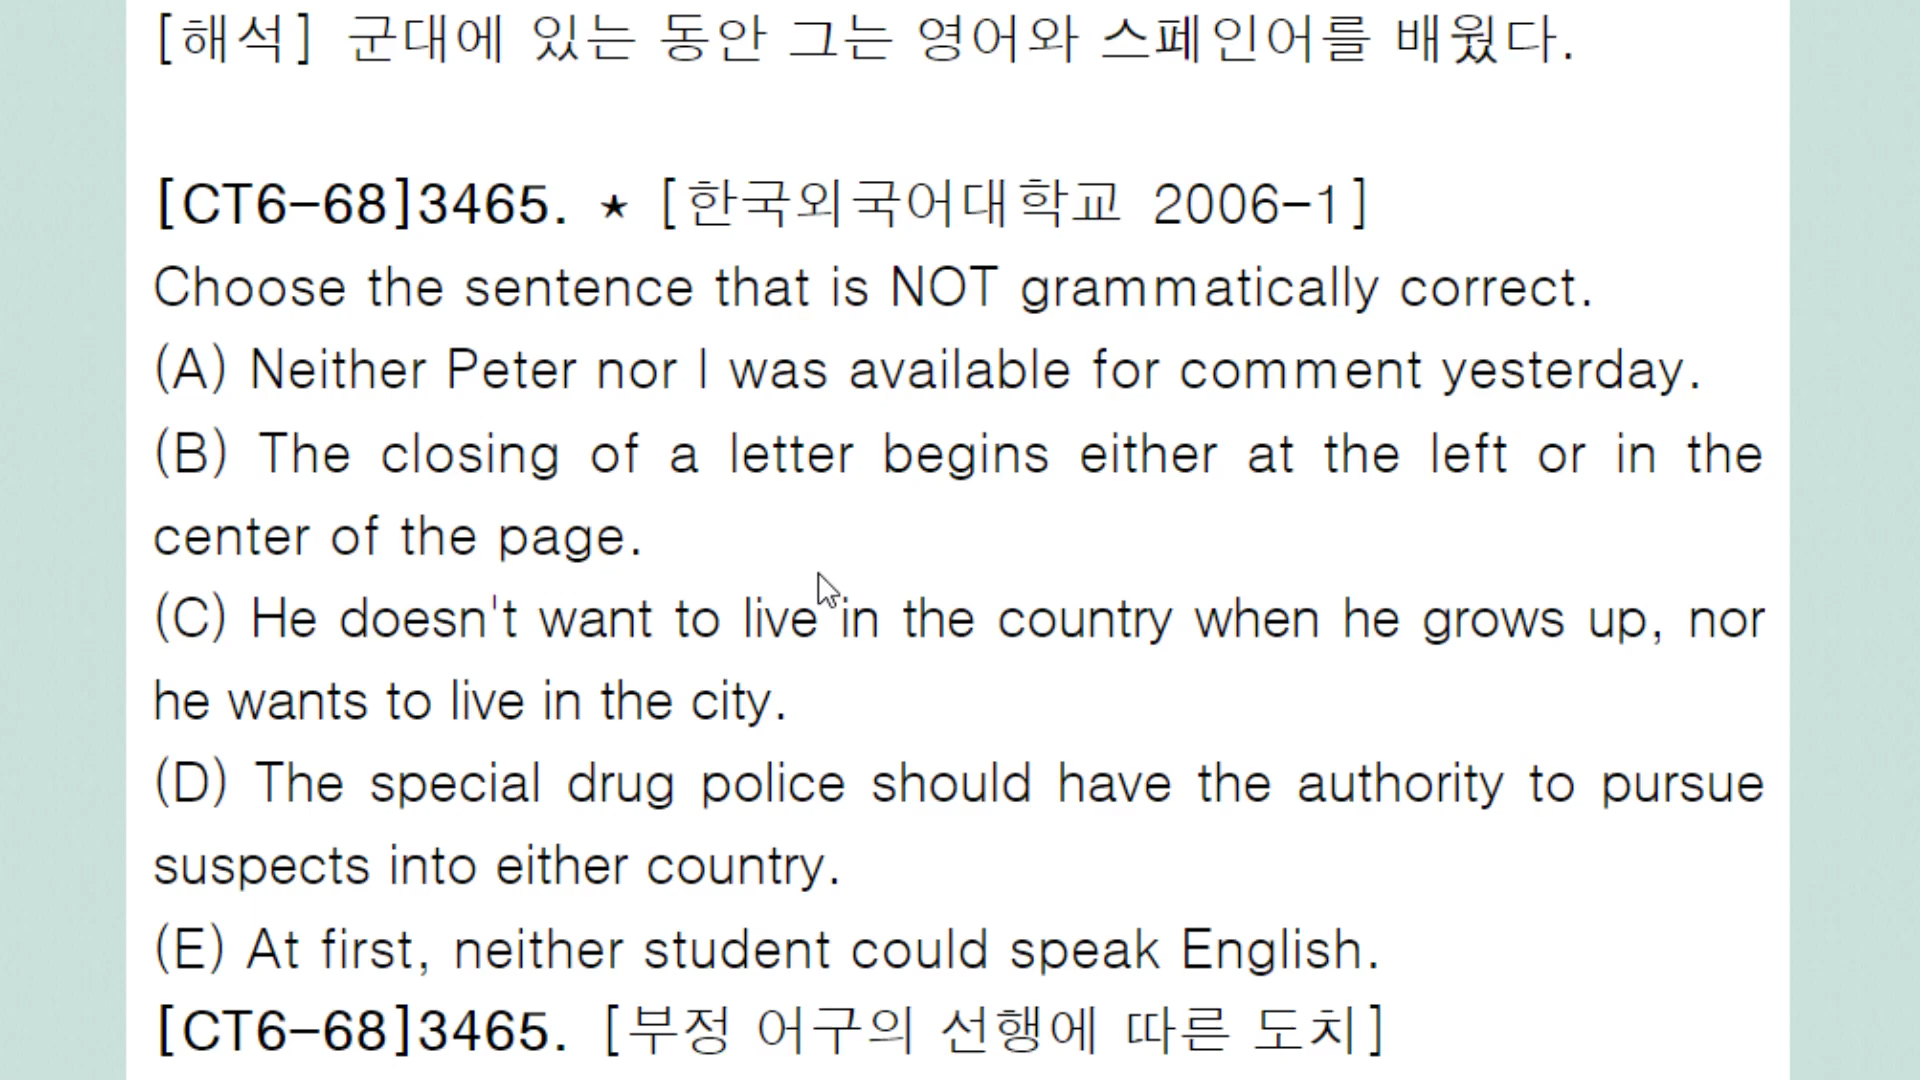 [해석] 군대에 있는 동안 그는 영어와 스페인어를 배웠다.
[CT6-68]3465. ★ [한국외국어대학교 2006-1]
Choose the sentence that is NOT grammatically correct.
(A) Neither Peter nor I was available for comment yesterday.
(B) The closing of a letter begins either at the left or in the
center of the page.
(C) He doesn't want to live in the country when he grows up, nor
he wants to live in the city.
(D) The special drug police should have the authority to pursue
suspects into either country.
(E) At first, neither student could speak English.
[CT6-68]3465. [부정 어구의 선행에 따른 도치]